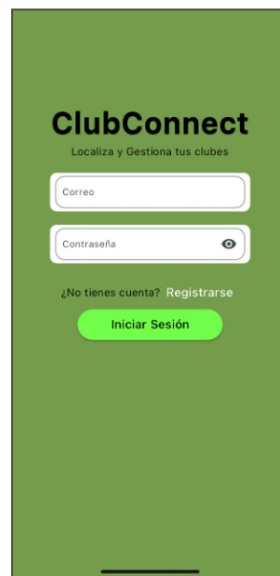 ClubConnect
Localiza y Gestiona tus clubes
Correo
Contraseña
¿No tienes cuenta? Registrarse
Iniciar Sesión